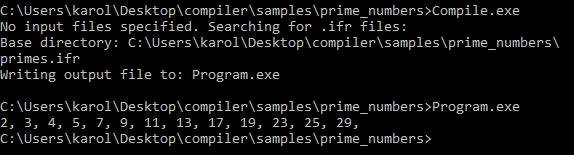 C:\Users\karol\Desktop\compiler\samples\prime_numbers>Compile.exe
No input files specified. Searching for .ifr files:
Base directory: C:\Users\karol\Desktop\compiler\samples\prime_numbers\
primes.ifr
Writing output file to: Program.exe
C:\Users\karol\Desktop\compiler\samples\prime_numbers>Program.exe
2, 3, 4, 5, 7, 9, 11, 13, 17, 19, 23, 25, 29,
C:\Users\karol\Desktop\compiler\samples\prime_numbers>